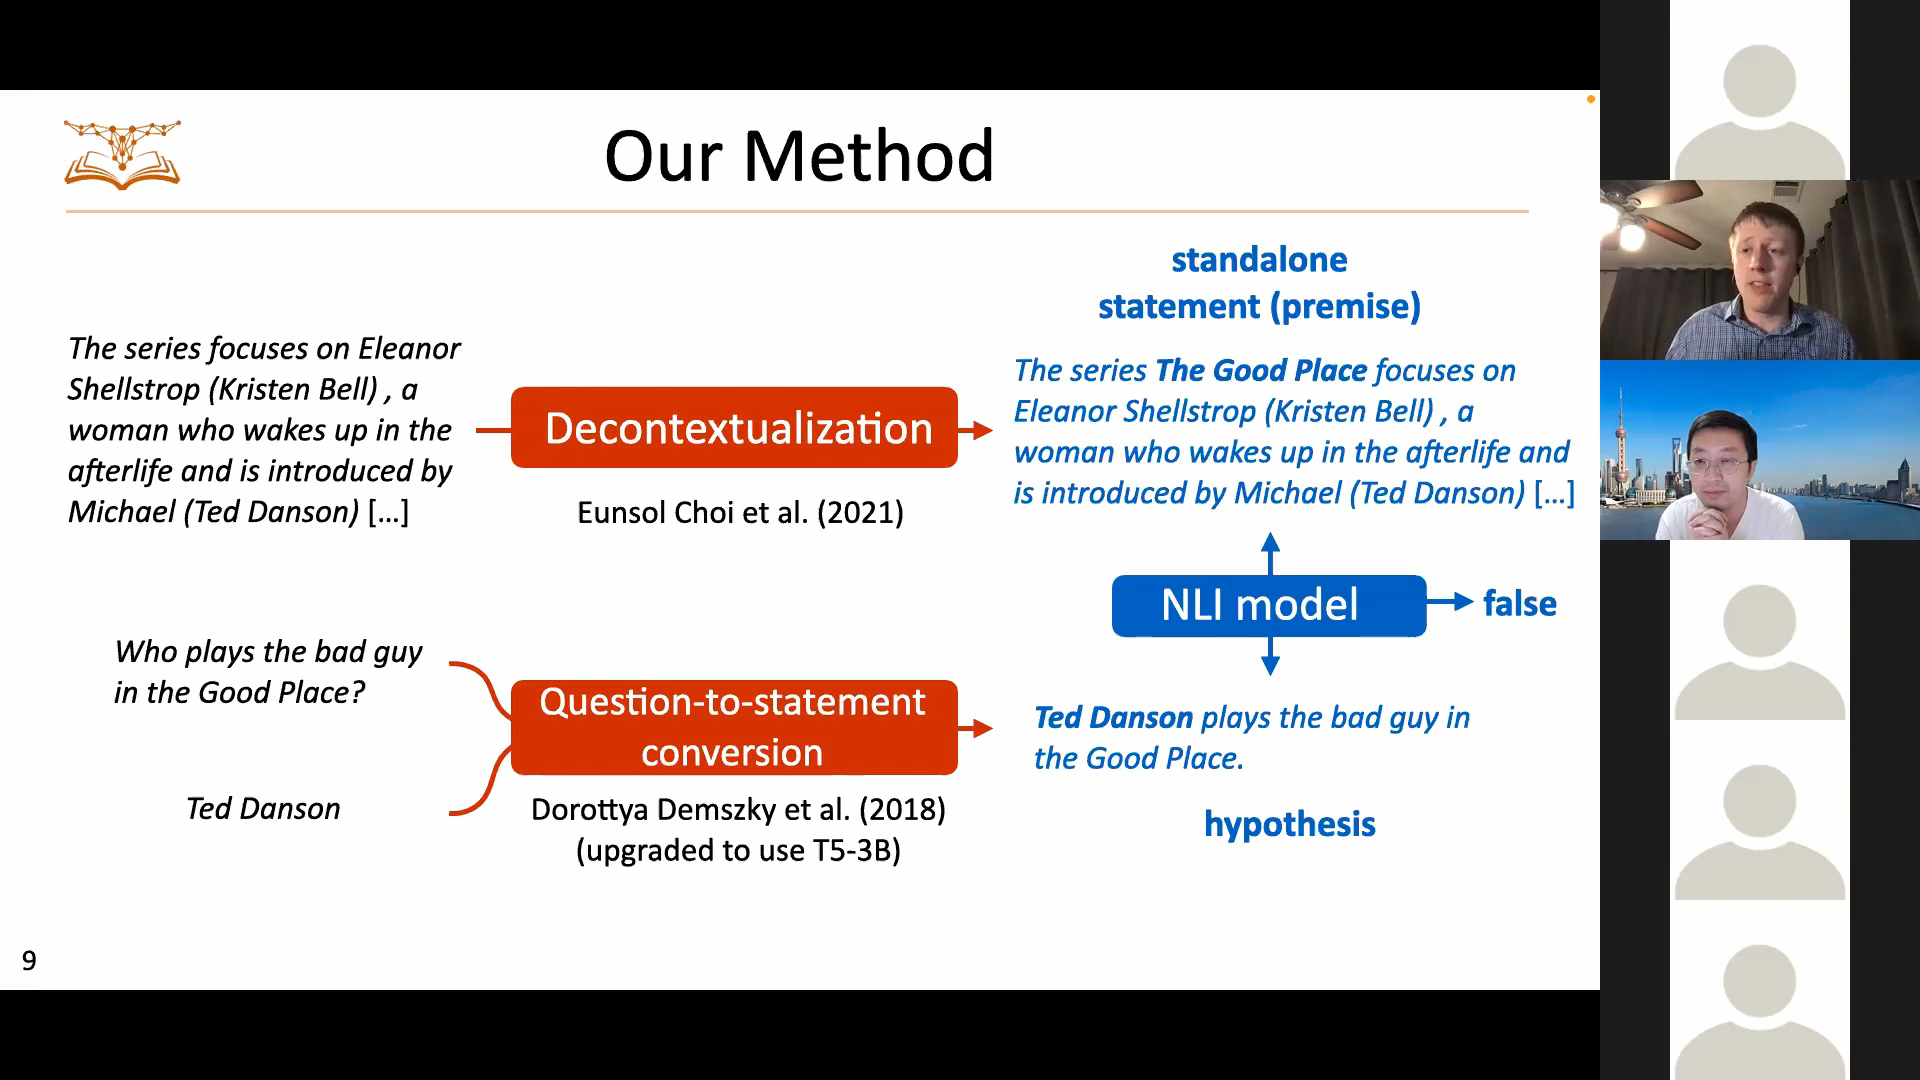 Our Method
The series focuses on Eleanor
Shellstrop (Kristen Bell) , a
woman who wakes up in the
afterlife and is introduced by
Michael (Ted Danson) [...]
Decontextualization
Eunsol Choi et al. (2021)
standalone
statement (premise)
The series The Good Place focuses on
Eleanor Shellstrop (Kristen Bell) , a
woman who wakes up in the afterlife and
is introduced by Michael (Ted Danson) [...]
NLI model
false
Who plays the bad guy
in the Good Place?
Ted Danson
Question-to-statement
conversion
Dorottya Demszky et al. (2018)
(upgraded to use T5-3B)
Ted Danson plays the bad guy in
the Good Place.
hypothesis
9